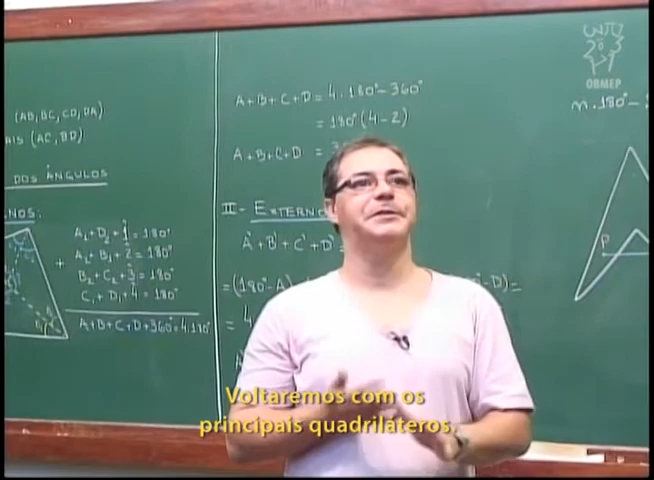 OBMEP
(AB, BC, CD, DA)
(AC, BD)
DOS ÂNGULOS
A₁ + D₂ + 1̂ = 180°
A₂ + B₁ + 2̂ = 180°
B₂ + C₂ + 3̂ = 180°
C₁ + D₁ + 4̂ = 180°
+
A + B + C + D + 360° = 4.180°
A + B + C + D = 4.180° - 360°
= 180° (4 - 2)
A + B + C + D =
II - EXTERNO
A' + B' + C' + D'
= (180° - A)
- D) =
n.180° -
P
Voltaremos com os
principais quadriláteros.